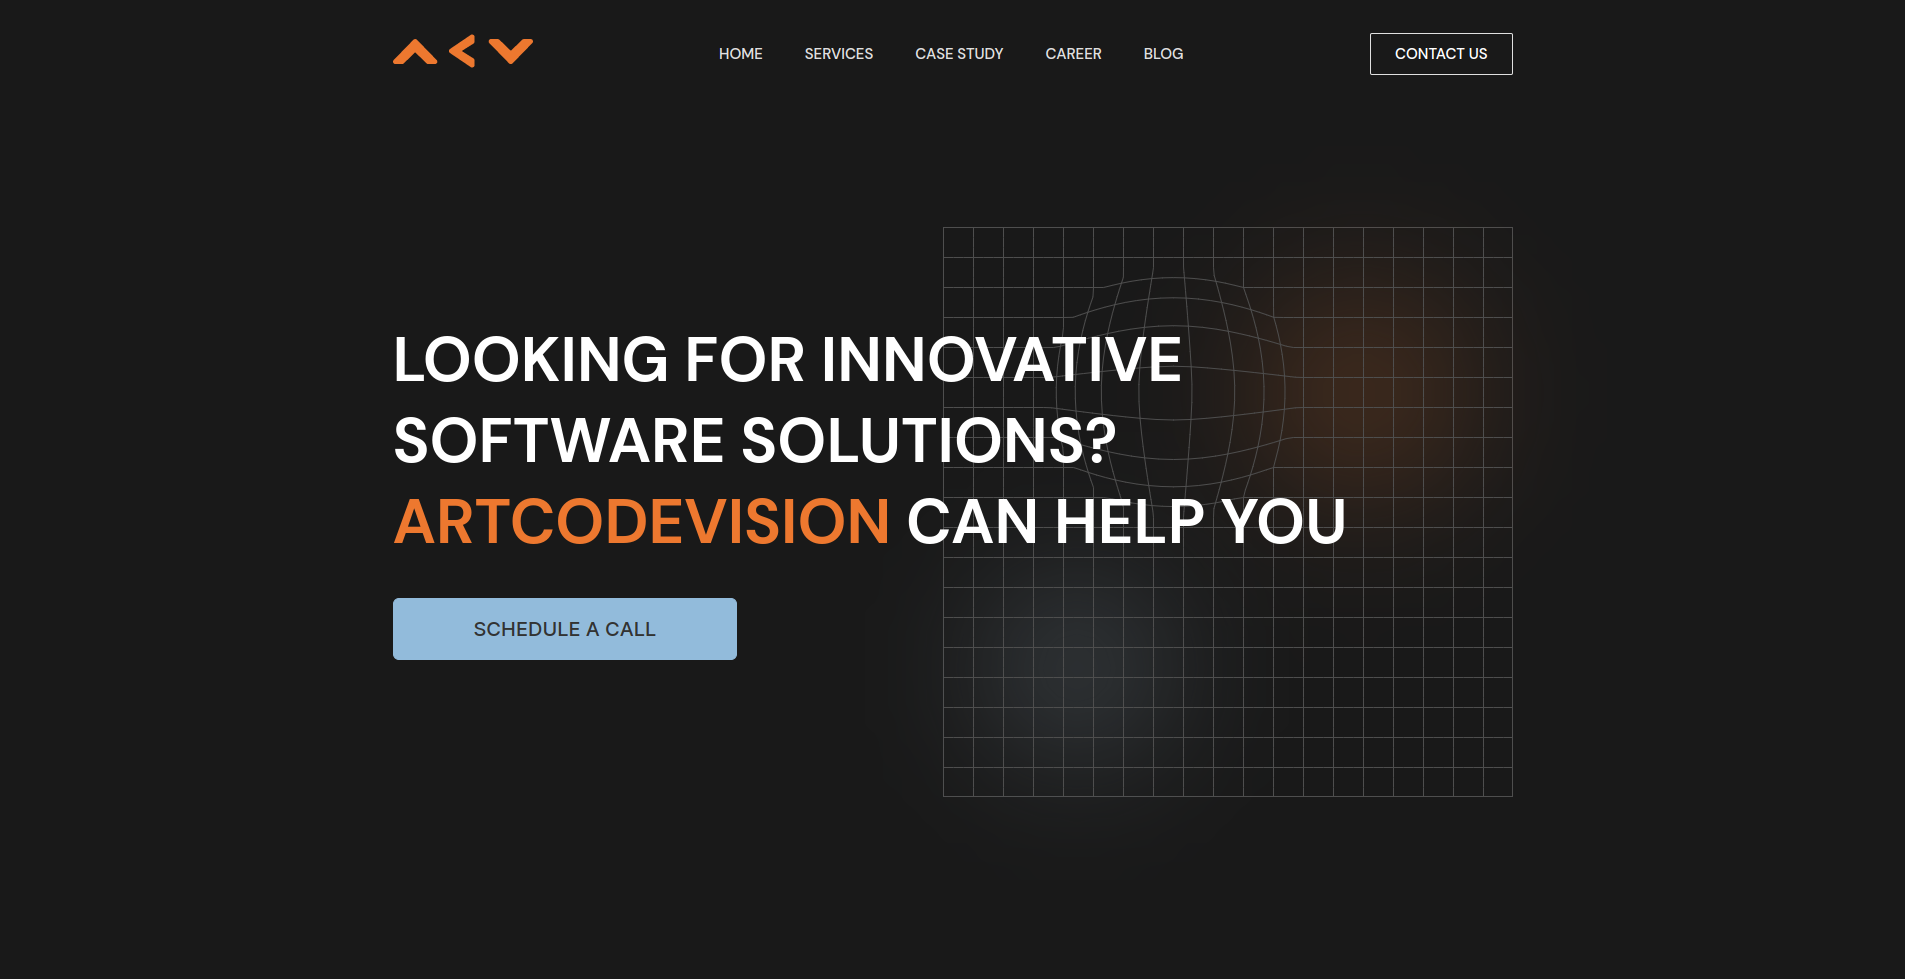 HOME SERVICES CASE STUDY CAREER BLOG CONTACT US
LOOKING FOR INNOVATIVE
SOFTWARE SOLUTIONS?
ARTCODEVISION CAN HELP YOU
SCHEDULE A CALL